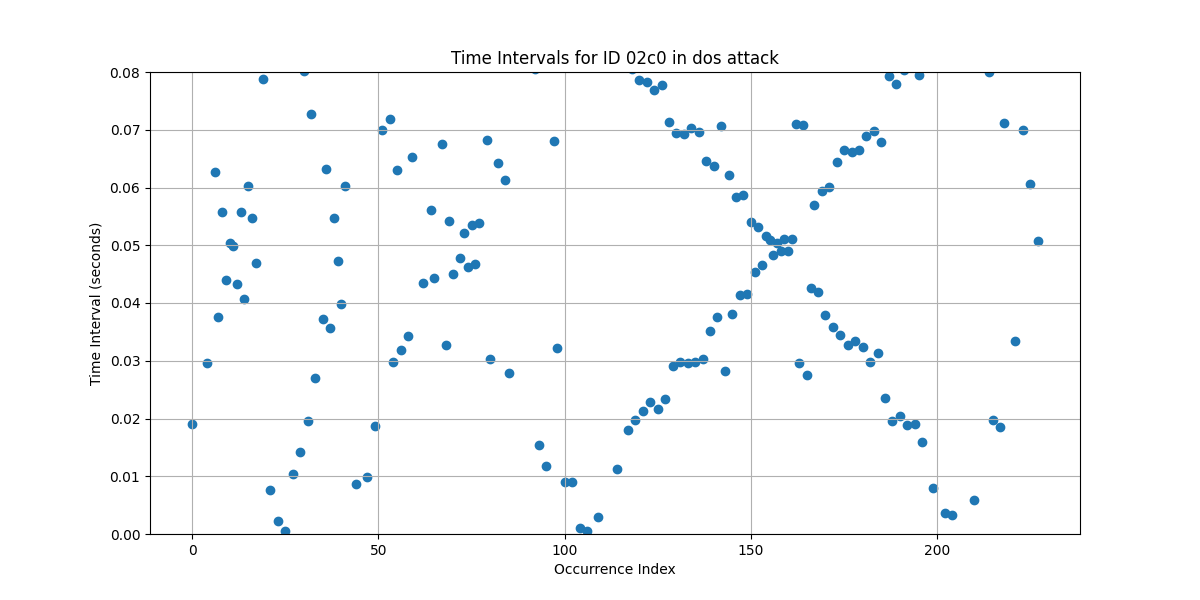 Time Intervals for ID 02c0 in dos attack
0.08
0.07
0.06
0.05
0.04
0.03
0.02
0.01
0.00
Time Interval (seconds)
0 50 100 150 200
Occurrence Index